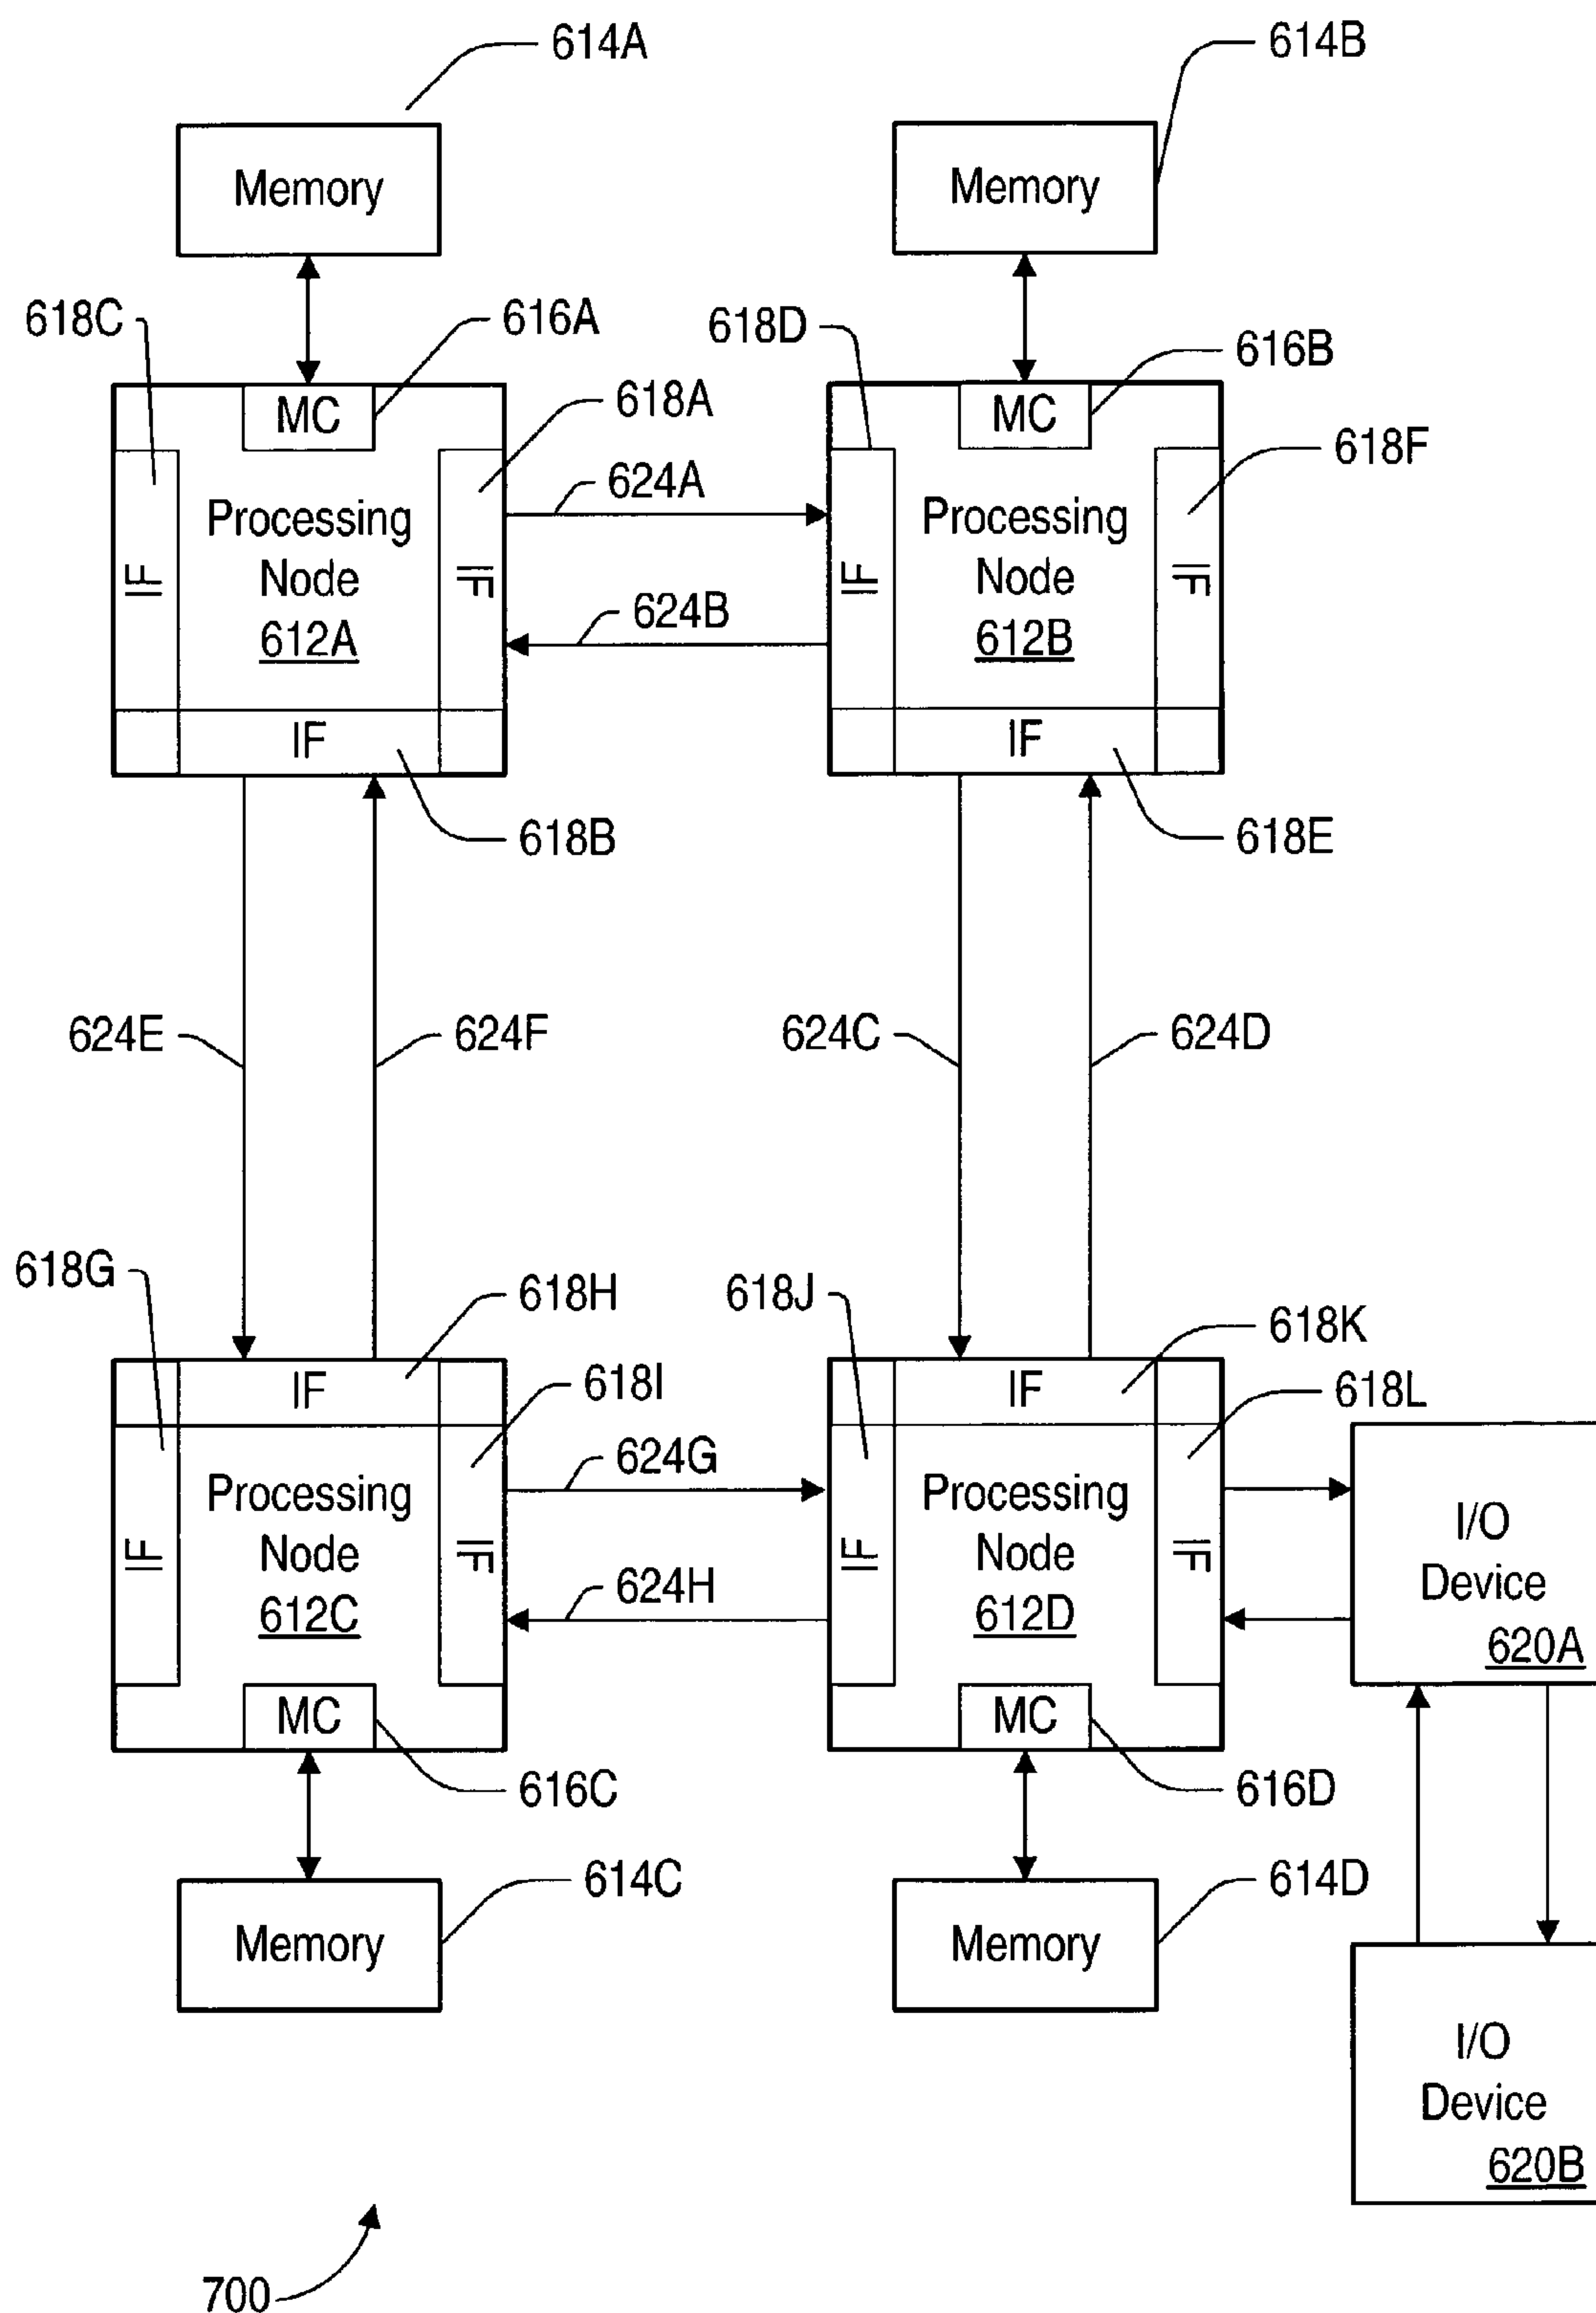 614A
614B
Memory
Memory
618C
616A
618D
616B
MC
618A
MC
618F
624A
Processing
Node
612A
IF
IF
Processing
Node
612B
IF
IF
624B
IF
IF
618B
618E
624E
624F
624C
624D
618G
618H
618J
618K
IF
618I
IF
618L
624G
Processing
Node
612C
IF
IF
Processing
Node
612D
IF
IF
I/O
Device
620A
624H
MC
MC
616C
616D
614C
614D
Memory
Memory
I/O
Device
620B
700